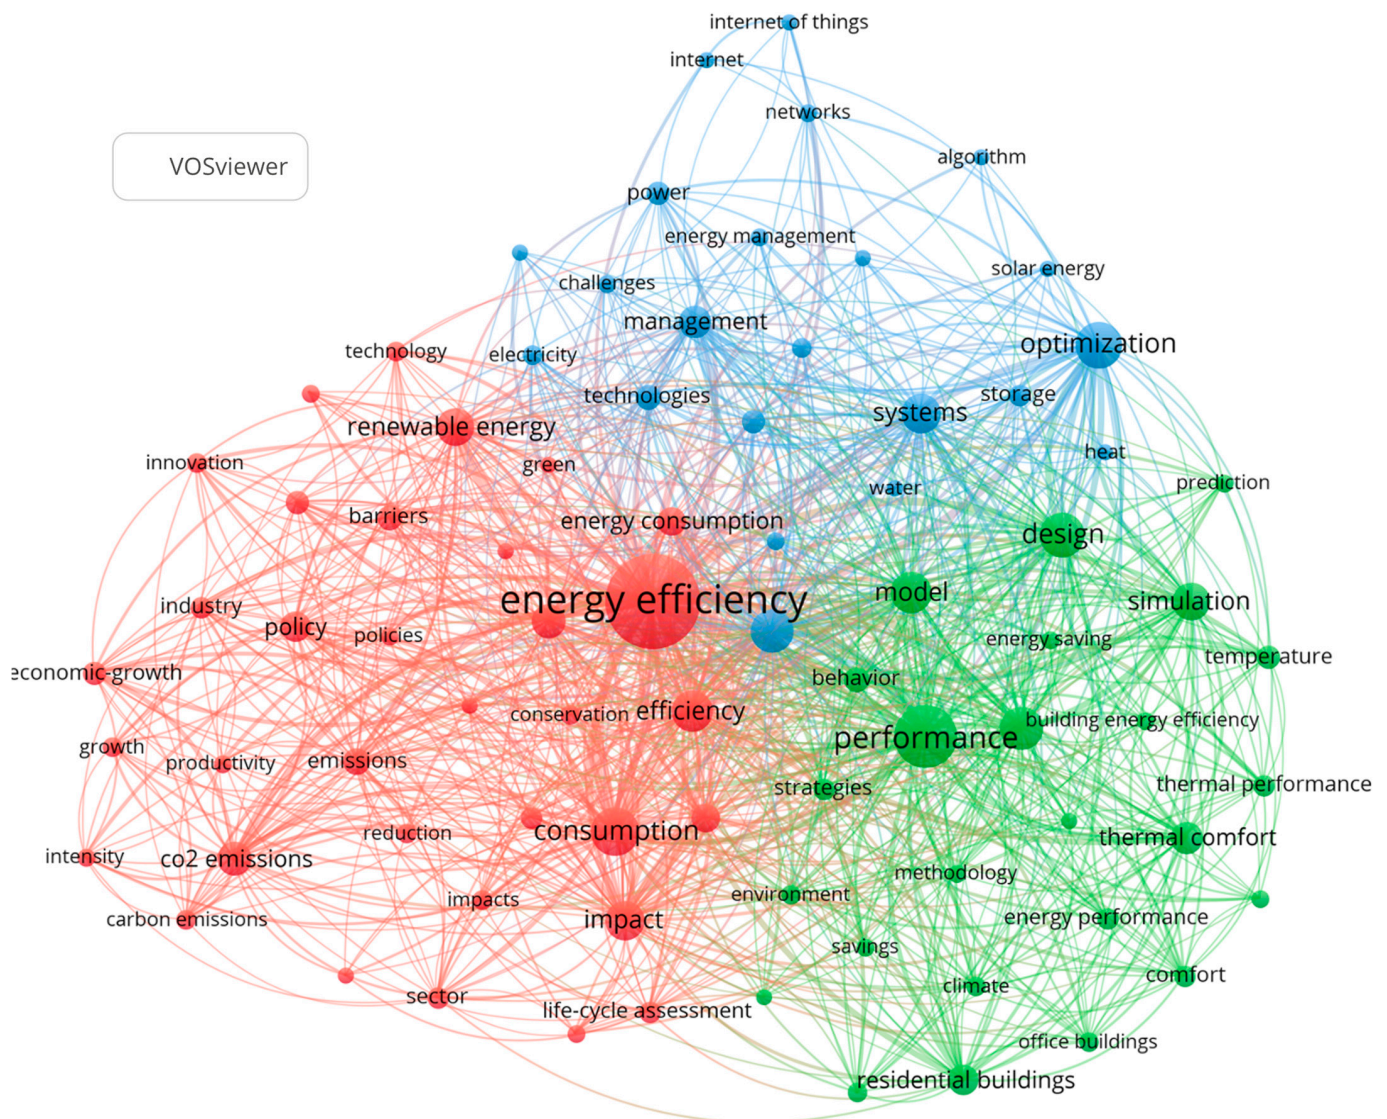 internet of things
internet
networks
algorithm
VOSviewer
power
energy management
solar energy
challenges
management
optimization
technology
electricity
technologies
storage
systems
renewable energy
heat
innovation
green
prediction
water
barriers
energy consumption
design
energy efficiency
model
simulation
industry
policy
policies
energy saving
temperature
economic-growth
behavior
conservation
efficiency
building energy efficiency
performance
growth
productivity
emissions
strategies
thermal performance
reduction
consumption
thermal comfort
intensity
co2 emissions
methodology
impacts
environment
carbon emissions
impact
energy performance
savings
comfort
climate
sector
life-cycle assessment
office buildings
residential buildings